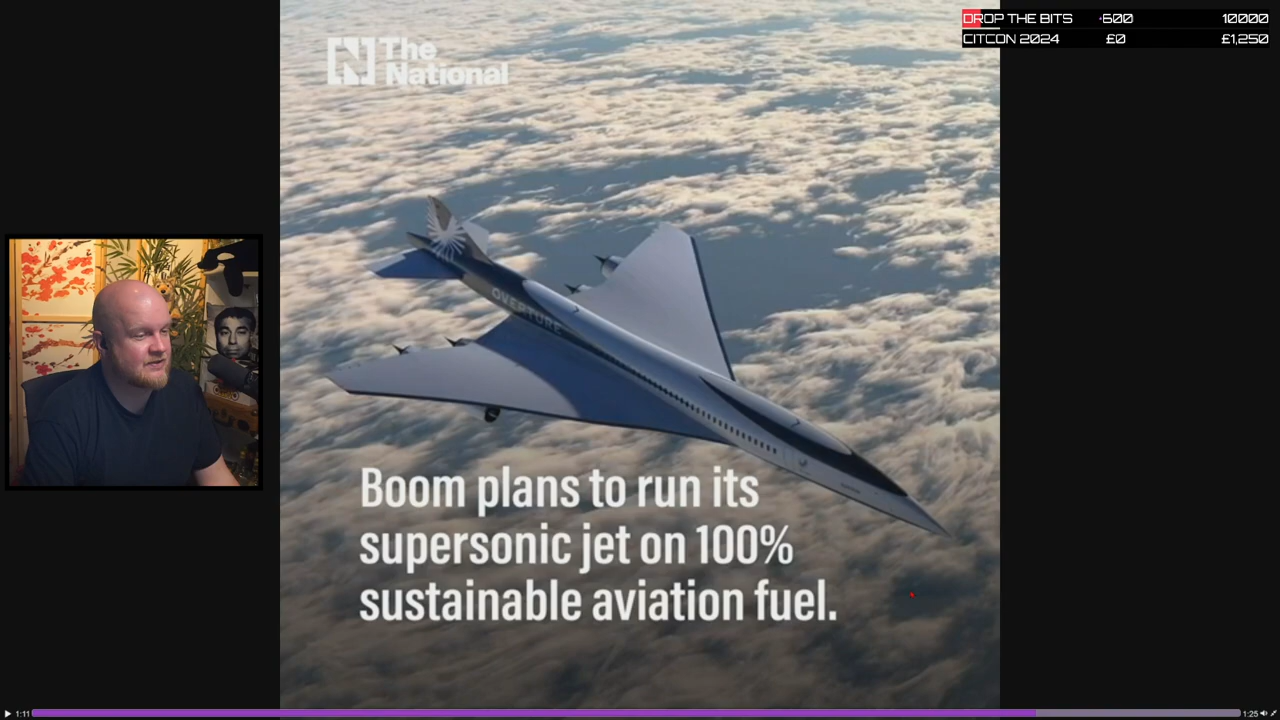 The
National
DROP THE BITS 600 10000
CITCON 2024 £0 £1,250
OVERTURE
Boom plans to run its
supersonic jet on 100%
sustainable aviation fuel.
1:11 1:25